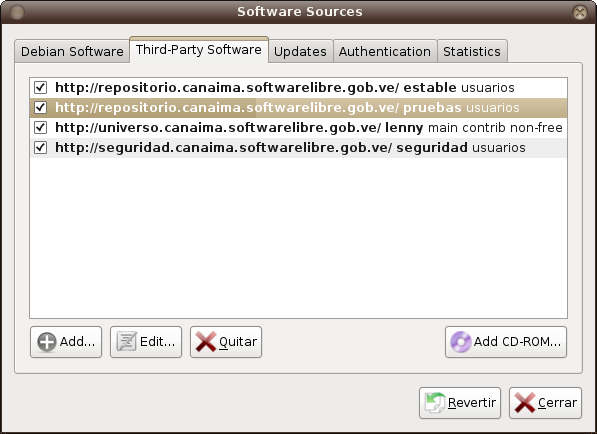 Software Sources
Debian Software Third-Party Software Updates Authentication Statistics
http://repositorio.canaima.softwarelibre.gob.ve/ estable usuarios
http://repositorio.canaima.softwarelibre.gob.ve/ pruebas usuarios
http://universo.canaima.softwarelibre.gob.ve/ lenny main contrib non-free
http://seguridad.canaima.softwarelibre.gob.ve/ seguridad usuarios
Add... Edit... Quitar Add CD-ROM...
Revertir Cerrar